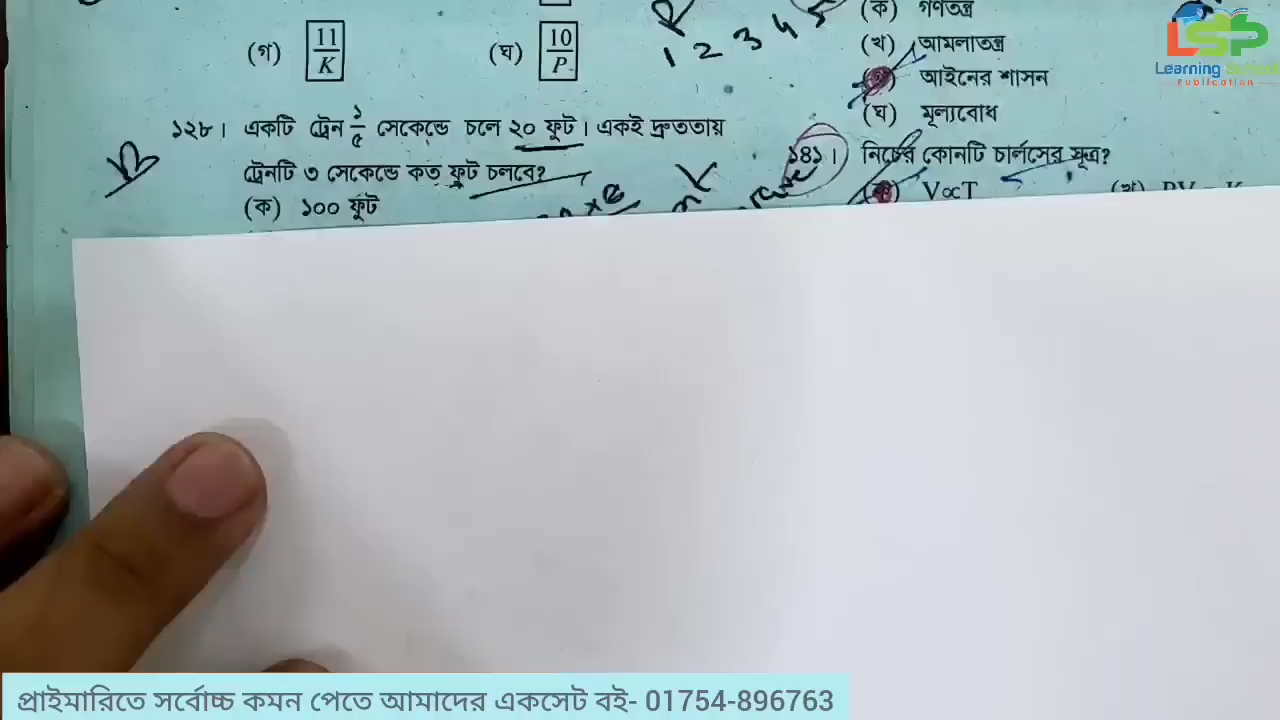 (গ) 11/K (ঘ) 10/P
R
1 2 3 4 5
১২৮। একটি ট্রেন ১/৫ সেকেন্ডে চলে ২০ ফুট। একই দ্রুততায়
ট্রেনটি ৩ সেকেন্ডে কত ফুট চলবে?
(ক) ১০০ ফুট
(ক) গণতন্ত্র
(খ) আমলাতন্ত্র
আইনের শাসন
(ঘ) মূল্যবোধ
১৪১। নিচের কোনটি চার্লসের সূত্র?
V∝T
LSP
Learning School
Publication
প্রাইমারিতে সর্বোচ্চ কমন পেতে আমাদের একসেট বই- 01754-896763